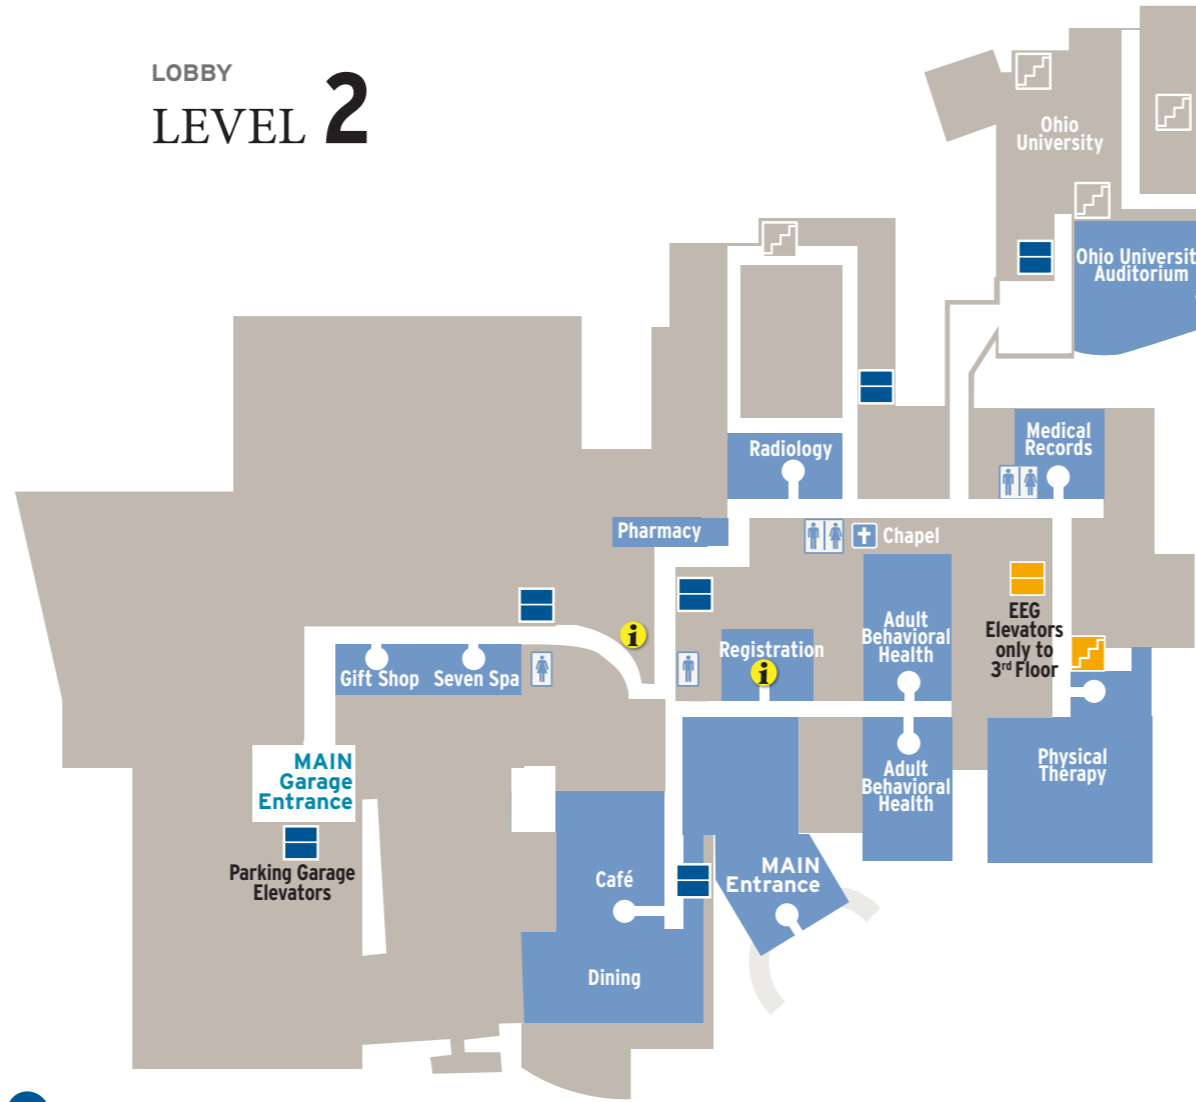 LOBBY
LEVEL 2
Ohio
University
Ohio Universit
Auditorium
Medical
Records
Radiology
Pharmacy
Chapel
EEG
Elevators
only to
3rd Floor
Adult
Behavioral
Health
Registration
i
i
Gift Shop
Seven Spa
MAIN
Garage
Entrance
Physical
Therapy
Adult
Behavioral
Health
Parking Garage
Elevators
MAIN
Entrance
Café
Dining